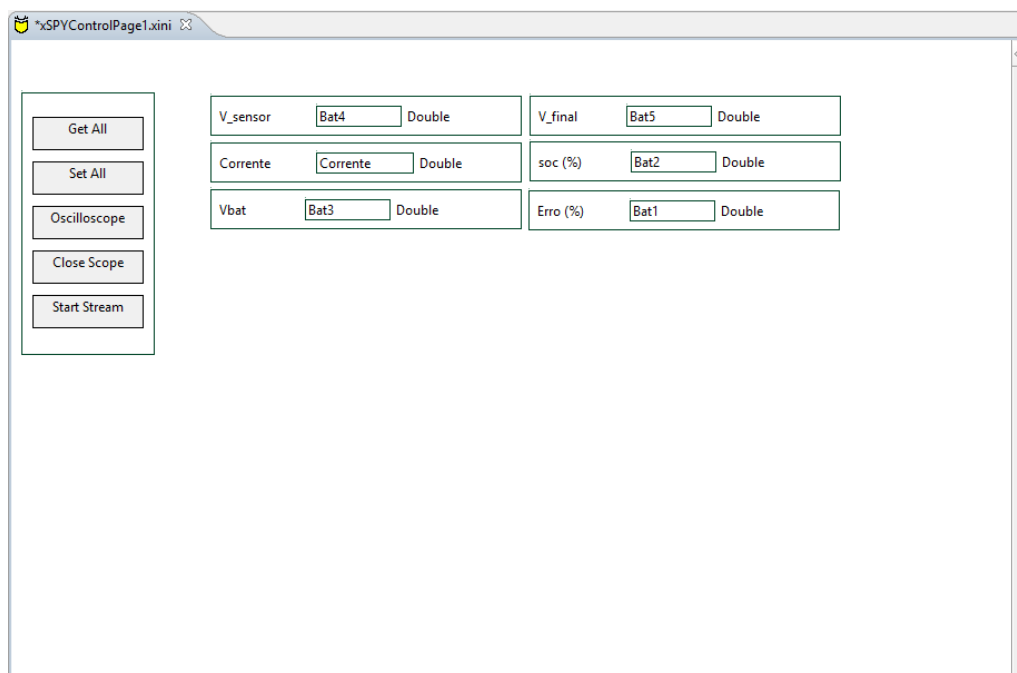 *xSPYControlPage1.xini
Get All
Set All
Oscilloscope
Close Scope
Start Stream
V_sensor Bat4 Double
V_final Bat5 Double
Corrente Corrente Double
soc (%) Bat2 Double
Vbat Bat3 Double
Erro (%) Bat1 Double